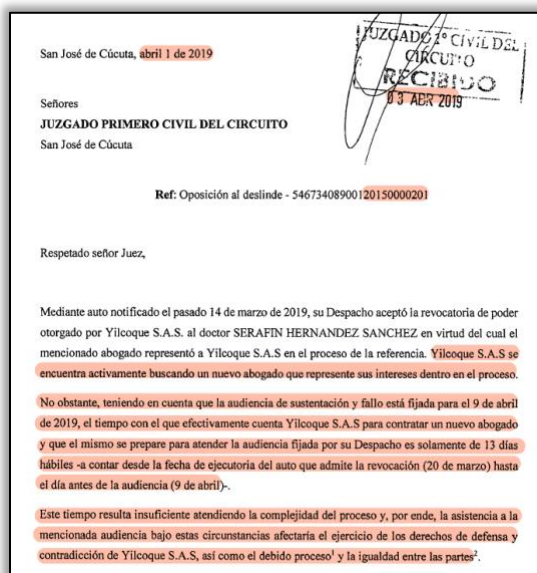 San José de Cúcuta, abril 1 de 2019
JUZGADO 1º CIVIL DEL
CIRCUITO
RECIBIDO
03 ABR 2019
Señores
JUZGADO PRIMERO CIVIL DEL CIRCUITO
San José de Cúcuta
Ref: Oposición al deslinde - 54673408900120150000201
Respetado señor Juez,
Mediante auto notificado el pasado 14 de marzo de 2019, su Despacho aceptó la revocatoria de poder
otorgado por Yilcoque S.A.S. al doctor SERAFIN HERNANDEZ SANCHEZ en virtud del cual el
mencionado abogado representó a Yilcoque S.A.S en el proceso de la referencia. Yilcoque S.A.S se
encuentra activamente buscando un nuevo abogado que represente sus intereses dentro en el proceso.
No obstante, teniendo en cuenta que la audiencia de sustentación y fallo está fijada para el 9 de abril
de 2019, el tiempo con el que efectivamente cuenta Yilcoque S.A.S para contratar un nuevo abogado
y que el mismo se prepare para atender la audiencia fijada por su Despacho es solamente de 13 días
hábiles -a contar desde la fecha de ejecutoria del auto que admite la revocación (20 de marzo) hasta
el día antes de la audiencia (9 de abril)-.
Este tiempo resulta insuficiente atendiendo la complejidad del proceso y, por ende, la asistencia a la
mencionada audiencia bajo estas circunstancias afectaría el ejercicio de los derechos de defensa y
contradicción de Yilcoque S.A.S, así como el debido proceso¹ y la igualdad entre las partes².